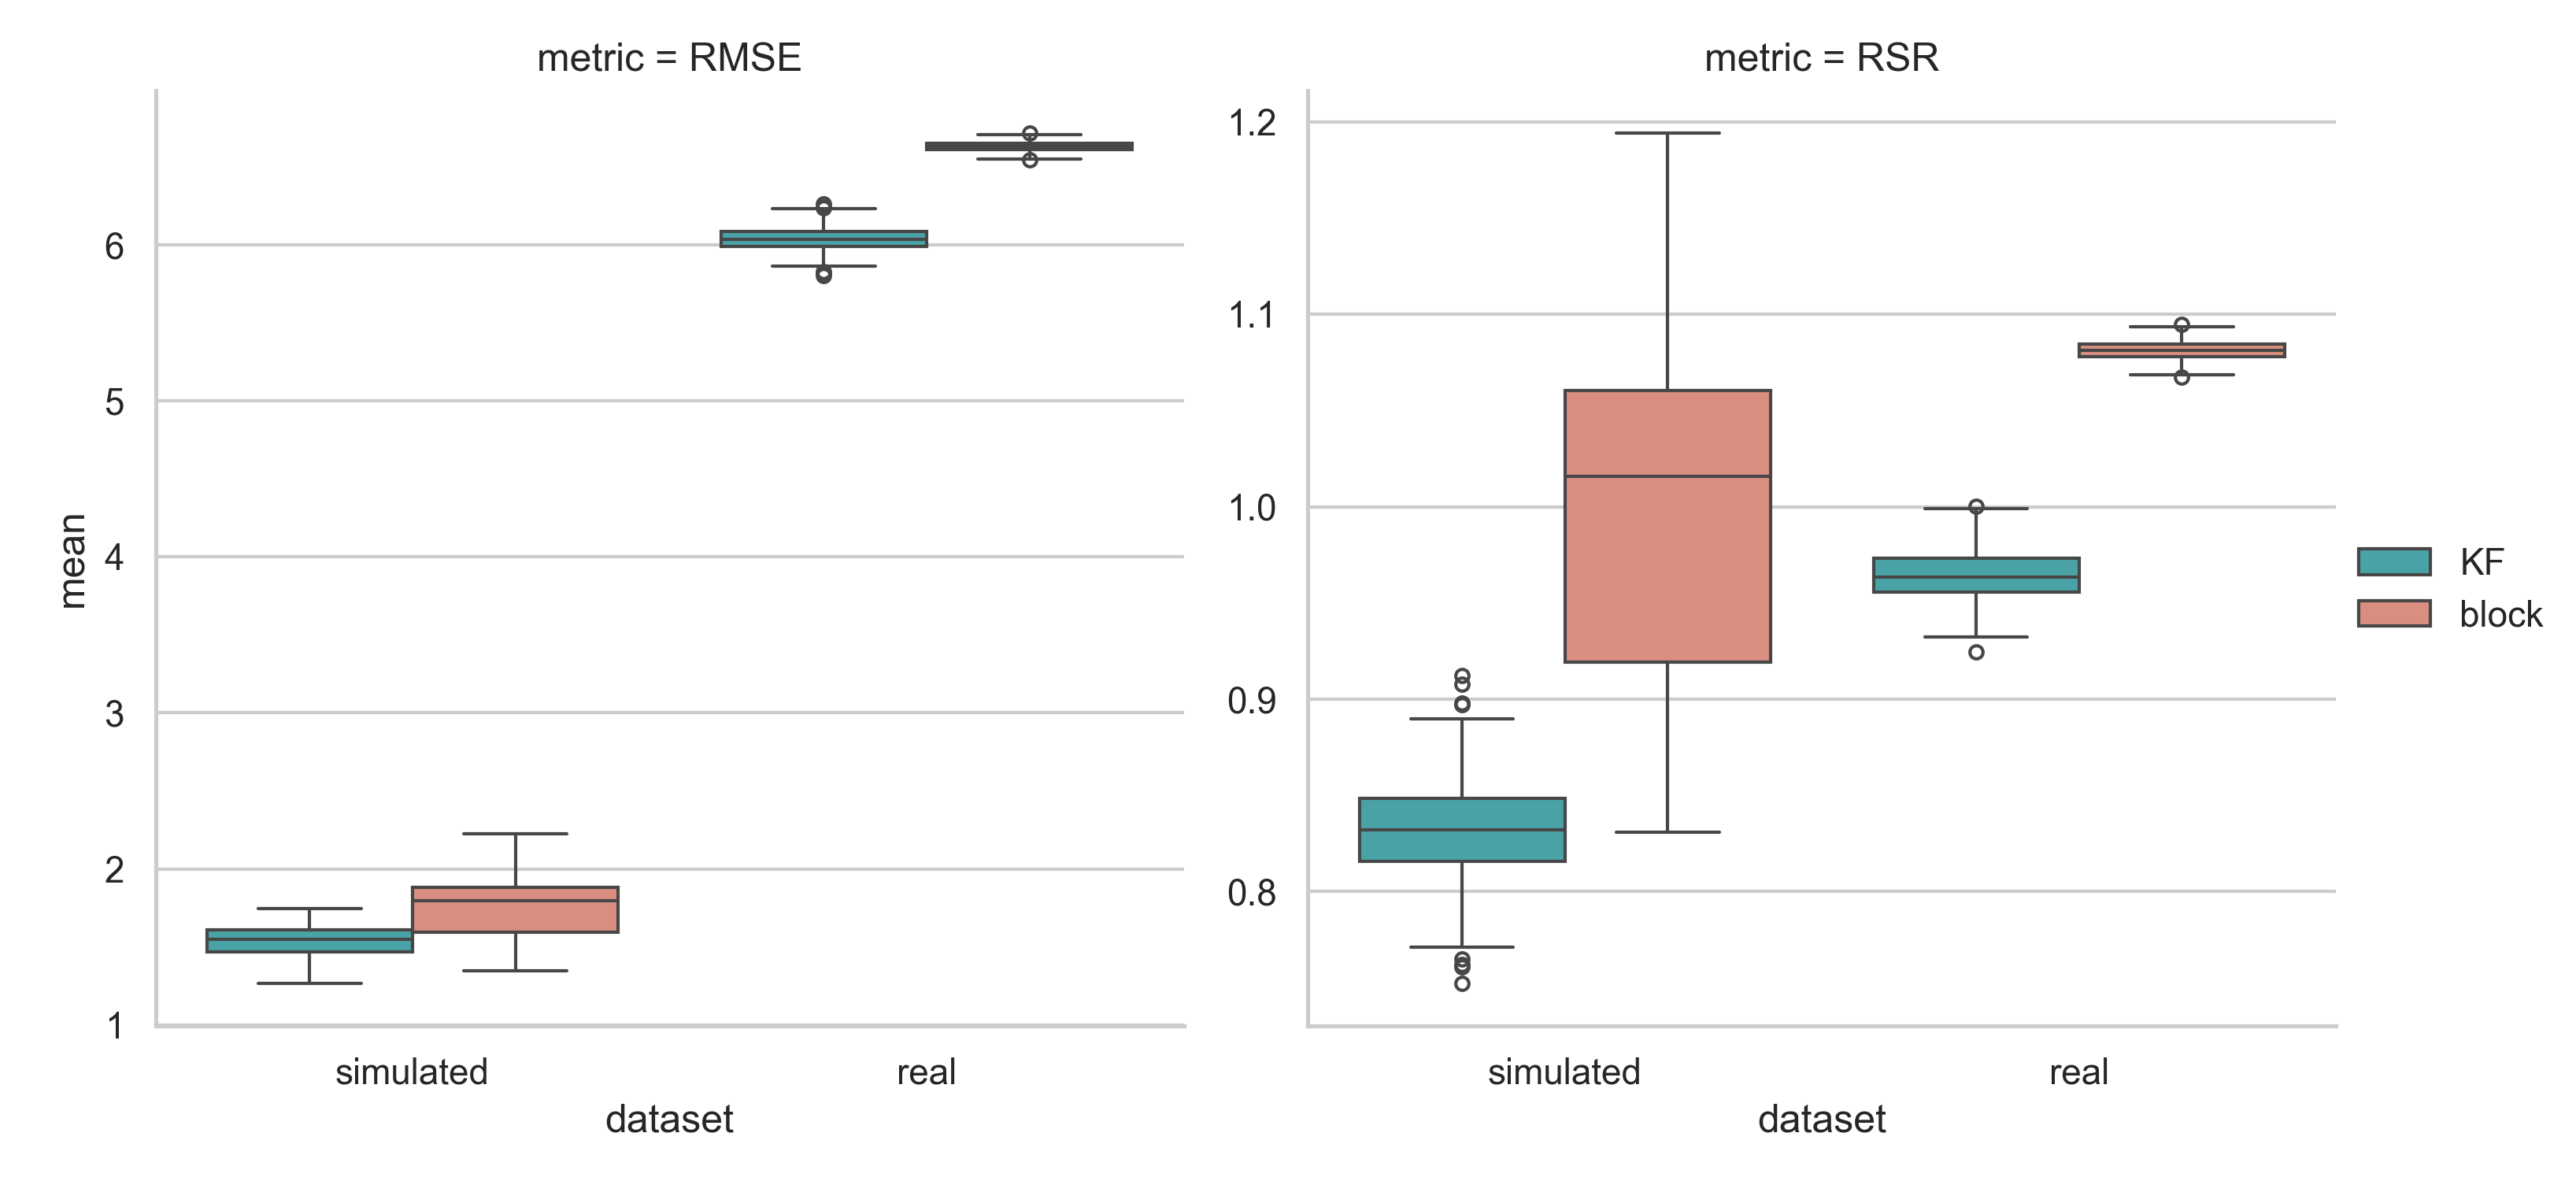 metric = RMSE
mean
6
5
4
3
2
1
simulated
real
dataset
metric = RSR
1.2
1.1
1.0
0.9
0.8
simulated
real
dataset
KF
block